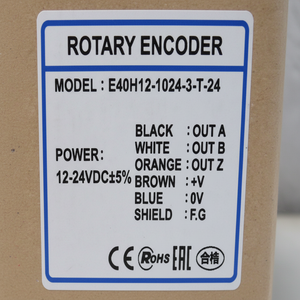 ROTARY ENCODER
MODEL : E40H12-1024-3-T-24
POWER:
12-24VDC±5%
BLACK : OUT A
WHITE : OUT B
ORANGE : OUT Z
BROWN : +V
BLUE : 0V
SHIELD : F.G
CE RoHS EAC 合格